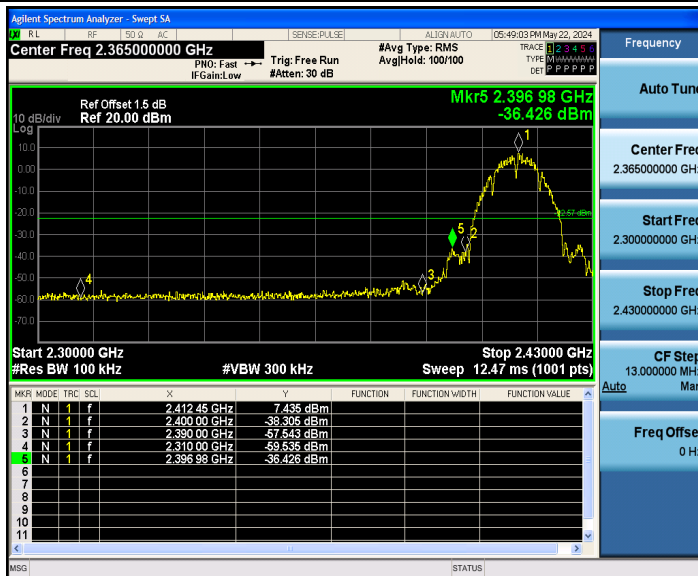 Agilent Spectrum Analyzer - Swept SA
LXI RL RF 50 Ω AC SENSE:PULSE ALIGN AUTO 05:49:03 PM May 22, 2024
Center Freq 2.365000000 GHz
#Avg Type: RMS
TRACE 1 2 3 4 5 6
PNO: Fast Trig: Free Run Avg|Hold: 100/100
TYPE M WWWWW
IFGain:Low #Atten: 30 dB
DET P P P P P P
Mkr5 2.396 98 GHz
-36.426 dBm
Ref Offset 1.5 dB
10 dB/div Ref 20.00 dBm
Log
10.0
0.00
-10.0
-20.0
-30.0
-40.0
-50.0
-60.0
-70.0
1
5
2
3
4
Start 2.30000 GHz Stop 2.43000 GHz
#Res BW 100 kHz #VBW 300 kHz Sweep 12.47 ms (1001 pts)
MKR MODE TRC SCL X Y FUNCTION FUNCTION WIDTH FUNCTION VALUE
1 N 1 f 2.412 45 GHz 7.435 dBm
2 N 1 f 2.400 00 GHz -38.305 dBm
3 N 1 f 2.390 00 GHz -57.543 dBm
4 N 1 f 2.310 00 GHz -59.535 dBm
5 N 1 f 2.396 98 GHz -36.426 dBm
6
7
8
9
10
11
MSG STATUS
Frequency
Auto Tune
Center Freq
2.365000000 GHz
Start Freq
2.300000000 GHz
Stop Freq
2.430000000 GHz
CF Step
13.000000 MHz
Auto Man
Freq Offset
0 Hz